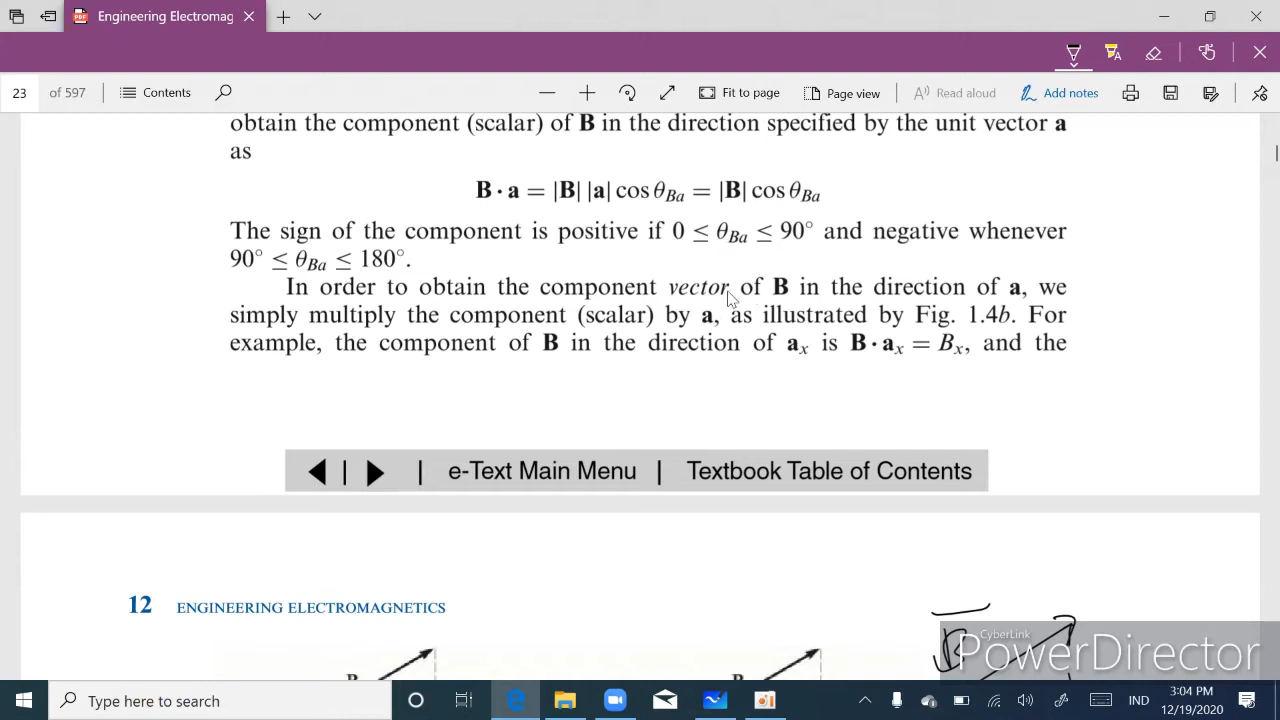 Engineering Electromag
23 of 597 Contents Fit to page Page view Read aloud Add notes
obtain the component (scalar) of B in the direction specified by the unit vector a
as
B · a = |B| |a| cos θBa = |B| cos θBa
The sign of the component is positive if 0 ≤ θBa ≤ 90° and negative whenever
90° ≤ θBa ≤ 180°.
In order to obtain the component vector of B in the direction of a, we
simply multiply the component (scalar) by a, as illustrated by Fig. 1.4b. For
example, the component of B in the direction of ax is B · ax = Bx, and the
| | e-Text Main Menu | Textbook Table of Contents
12 ENGINEERING ELECTROMAGNETICS
B B
B
CyberLink
PowerDirector
Type here to search
IND
3:04 PM
12/19/2020